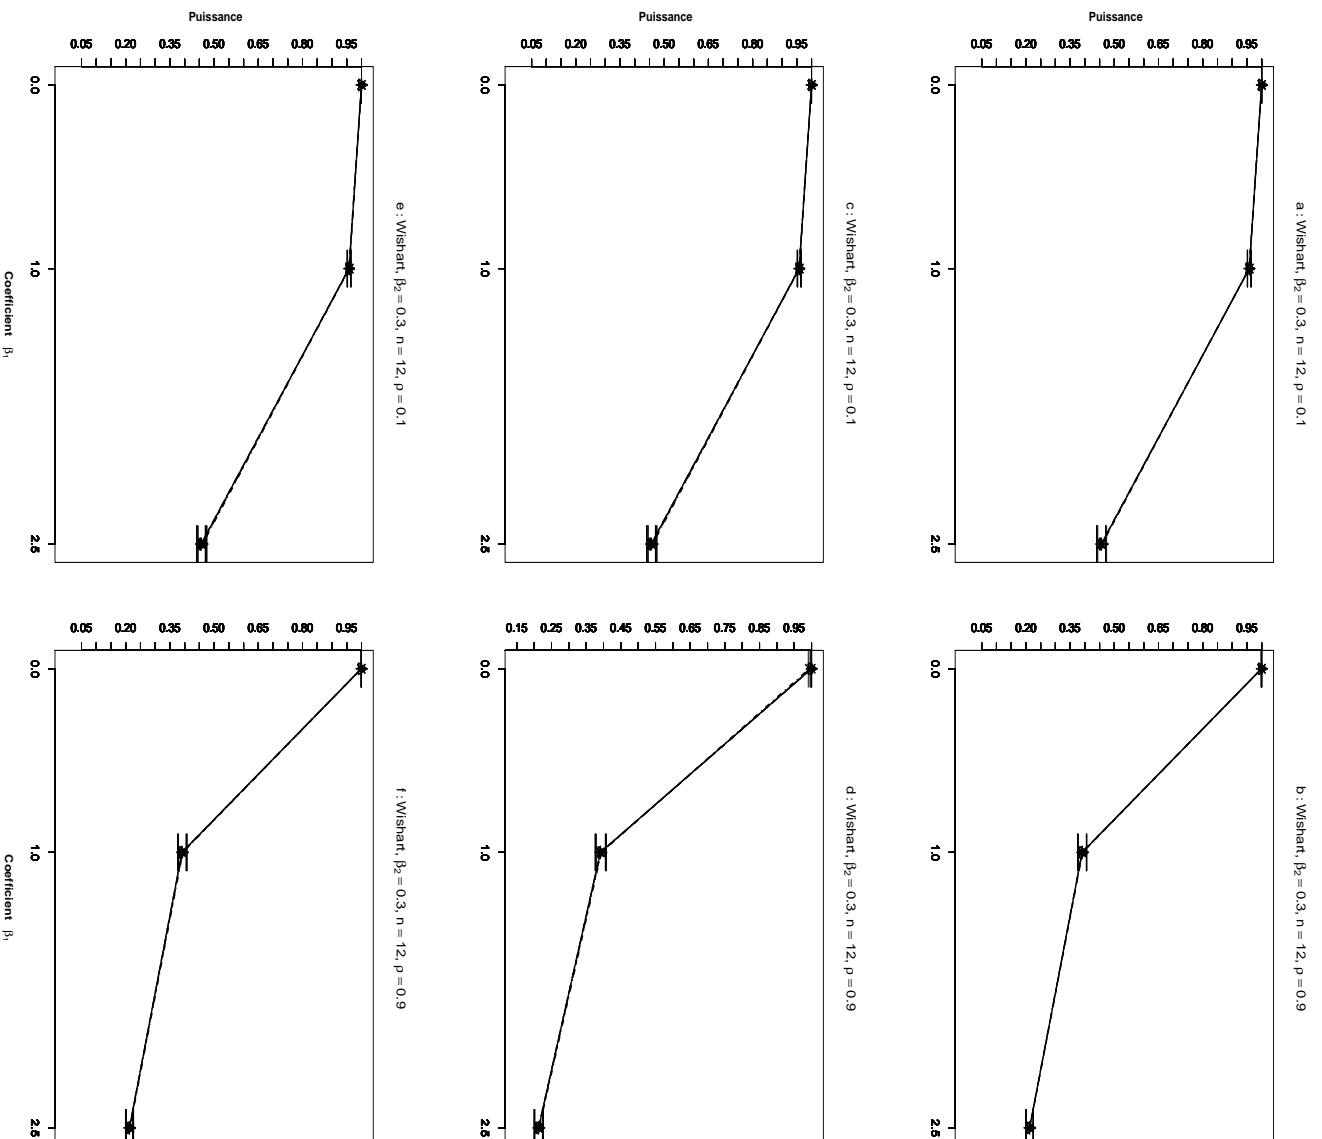 a : Wishart, β2 = 0.3, n = 12, ρ = 0.1
Puissance
0.05 0.20 0.35 0.50 0.65 0.80 0.95
0.0 1.0 2.5
b : Wishart, β2 = 0.3, n = 12, ρ = 0.9
0.05 0.20 0.35 0.50 0.65 0.80 0.95
0.0 1.0 2.5
c : Wishart, β2 = 0.3, n = 12, ρ = 0.1
Puissance
0.05 0.20 0.35 0.50 0.65 0.80 0.95
0.0 1.0 2.5
d : Wishart, β2 = 0.3, n = 12, ρ = 0.9
0.15 0.25 0.35 0.45 0.55 0.65 0.75 0.85 0.95
0.0 1.0 2.5
e : Wishart, β2 = 0.3, n = 12, ρ = 0.1
Puissance
0.05 0.20 0.35 0.50 0.65 0.80 0.95
0.0 1.0 2.5
Coefficient β1
f : Wishart, β2 = 0.3, n = 12, ρ = 0.9
0.05 0.20 0.35 0.50 0.65 0.80 0.95
0.0 1.0 2.5
Coefficient β1